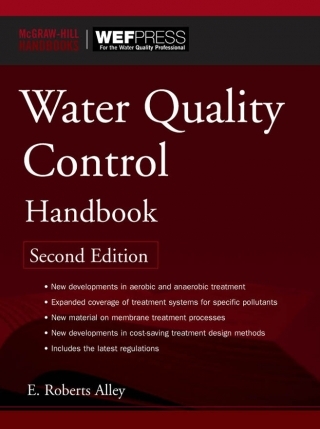 McGRAW-HILL
HANDBOOKS
WEFPRESS
For the Water Quality Professional
Water Quality
Control
Handbook
Second Edition
• New developments in aerobic and anaerobic treatment
• Expanded coverage of treatment systems for specific pollutants
• New material on membrane treatment processes
• New developments in cost-saving treatment design methods
• Includes the latest regulations
E. Roberts Alley